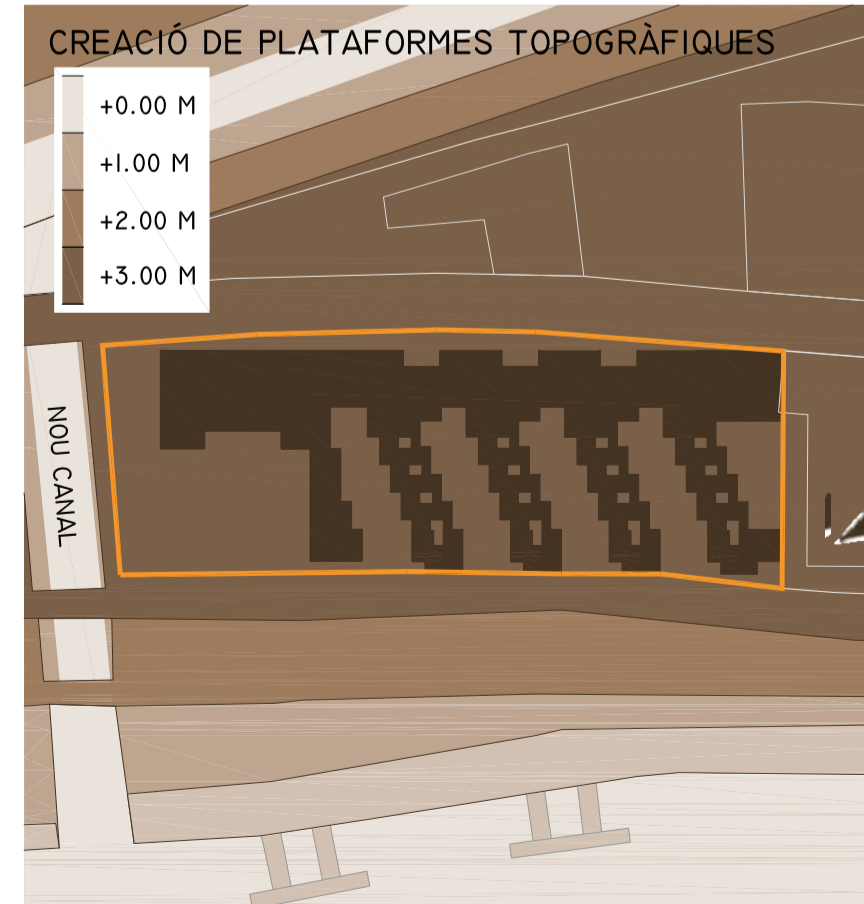 CREACIÓ DE PLATAFORMES TOPOGRÀFIQUES
+0.00 M
+1.00 M
+2.00 M
+3.00 M
NOU CANAL